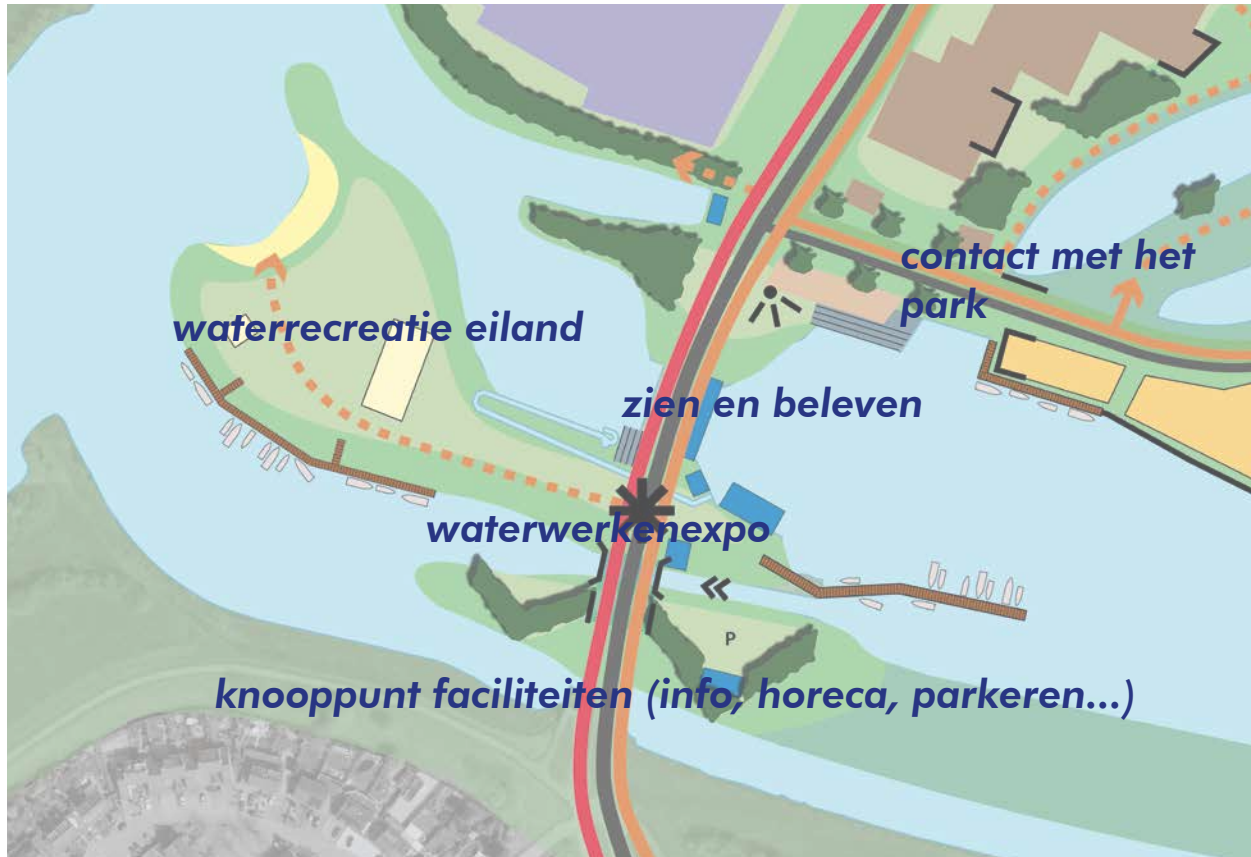 contact met het
park
waterrecreatie eiland
zien en beleven
waterwerkenexpo
P
knooppunt faciliteiten (info, horeca, parkeren...)